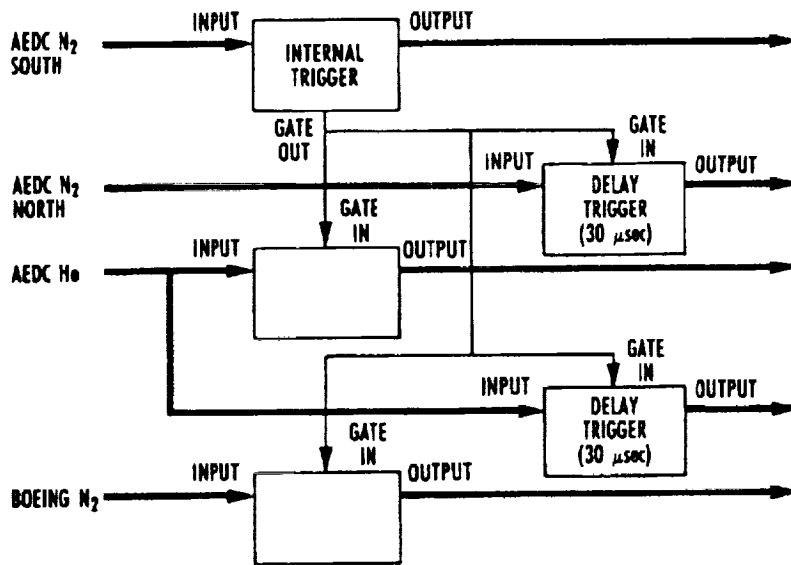 INPUT
OUTPUT
AEDC N₂
SOUTH
INTERNAL
TRIGGER
GATE
OUT
GATE
IN
INPUT
OUTPUT
AEDC N₂
NORTH
DELAY
TRIGGER
(30 μsec)
GATE
IN
INPUT
OUTPUT
AEDC He
GATE
IN
INPUT
OUTPUT
DELAY
TRIGGER
(30 μsec)
GATE
IN
INPUT
OUTPUT
BOEING N₂